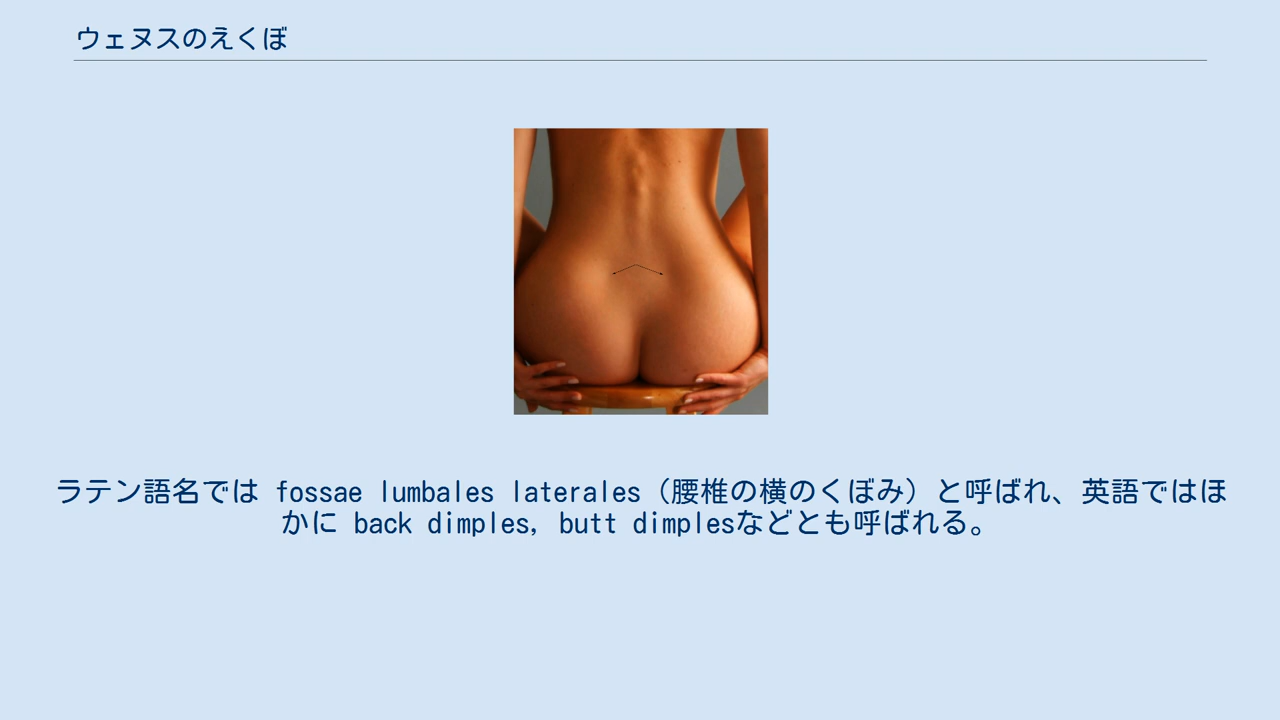 ウェヌスのえくぼ
ラテン語名では fossae lumbales laterales（腰椎の横のくぼみ）と呼ばれ、英語ではほ
かに back dimples, butt dimplesなどとも呼ばれる。